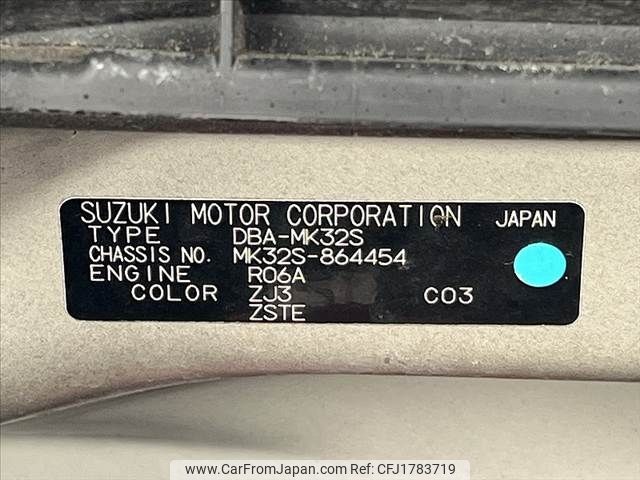 SUZUKI MOTOR CORPORATION JAPAN
TYPE DBA-MK32S
CHASSIS NO. MK32S-864454
ENGINE R06A
COLOR ZJ3 C03
ZSTE
www.CarFromJapan.com - CFJ1783719